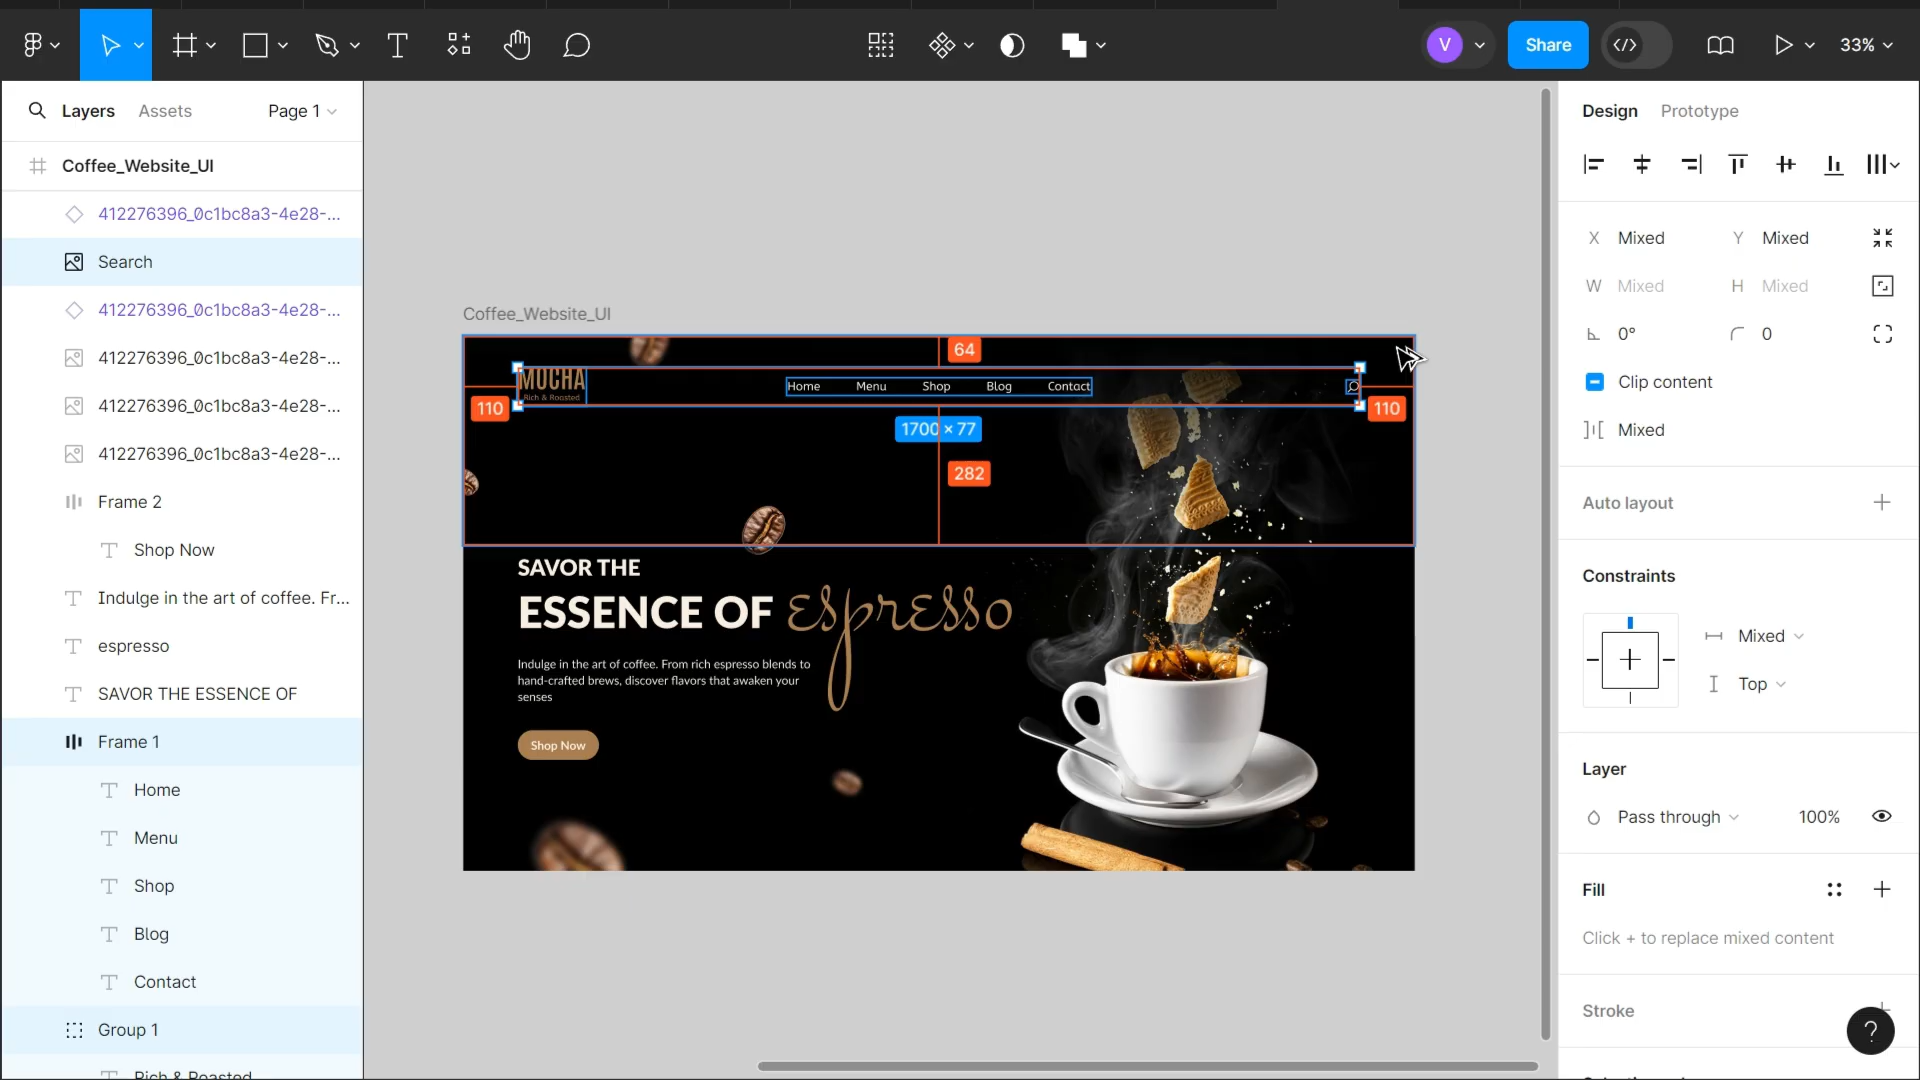 V
Share
33%
Layers
Assets
Page 1
Coffee_Website_UI
412276396_0c1bc8a3-4e28-...
Search
412276396_0c1bc8a3-4e28-...
412276396_0c1bc8a3-4e28-...
412276396_0c1bc8a3-4e28-...
412276396_0c1bc8a3-4e28-...
Frame 2
Shop Now
Indulge in the art of coffee. Fr...
espresso
SAVOR THE ESSENCE OF
Frame 1
Home
Menu
Shop
Blog
Contact
Group 1
Rich & Roasted
Coffee_Website_UI
64
MOCHA
Rich & Roasted
Home
Menu
Shop
Blog
Contact
110
110
1700 × 77
282
SAVOR THE
ESSENCE OF espresso
Indulge in the art of coffee. From rich espresso blends to
hand-crafted brews, discover flavors that awaken your
senses
Shop Now
Design
Prototype
X Mixed
Y Mixed
W Mixed
H Mixed
0°
0
Clip content
Mixed
Auto layout
Constraints
Mixed
Top
Layer
Pass through
100%
Fill
Click + to replace mixed content
Stroke
?